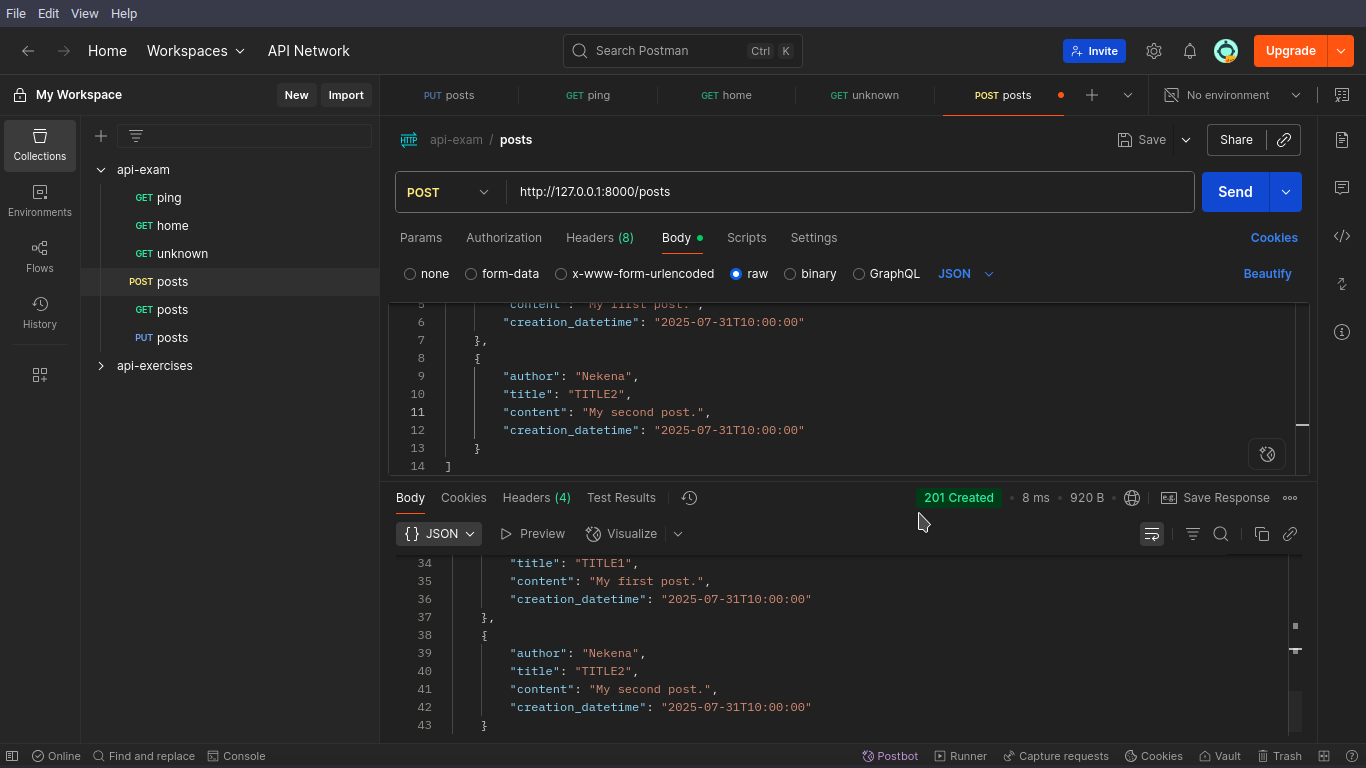 File Edit View Help
Home Workspaces API Network Search Postman Ctrl K Invite Upgrade
My Workspace New Import PUT posts GET ping GET home GET unknown POST posts No environment
Collections
Environments
Flows
History
api-exam
GET ping
GET home
GET unknown
POST posts
GET posts
PUT posts
api-exercises
HTTP api-exam / posts Save Share
POST http://127.0.0.1:8000/posts Send
Params Authorization Headers (8) Body Scripts Settings Cookies
none form-data x-www-form-urlencoded raw binary GraphQL JSON Beautify
5 "content": "My first post.",
6 "creation_datetime": "2025-07-31T10:00:00"
7 },
8 {
9 "author": "Nekena",
10 "title": "TITLE2",
11 "content": "My second post.",
12 "creation_datetime": "2025-07-31T10:00:00"
13 }
14 ]
Body Cookies Headers (4) Test Results 201 Created 8 ms 920 B e.g. Save Response
{} JSON Preview Visualize
34 "title": "TITLE1",
35 "content": "My first post.",
36 "creation_datetime": "2025-07-31T10:00:00"
37 },
38 {
39 "author": "Nekena",
40 "title": "TITLE2",
41 "content": "My second post.",
42 "creation_datetime": "2025-07-31T10:00:00"
43 }
Online Find and replace Console Postbot Runner Capture requests Cookies Vault Trash